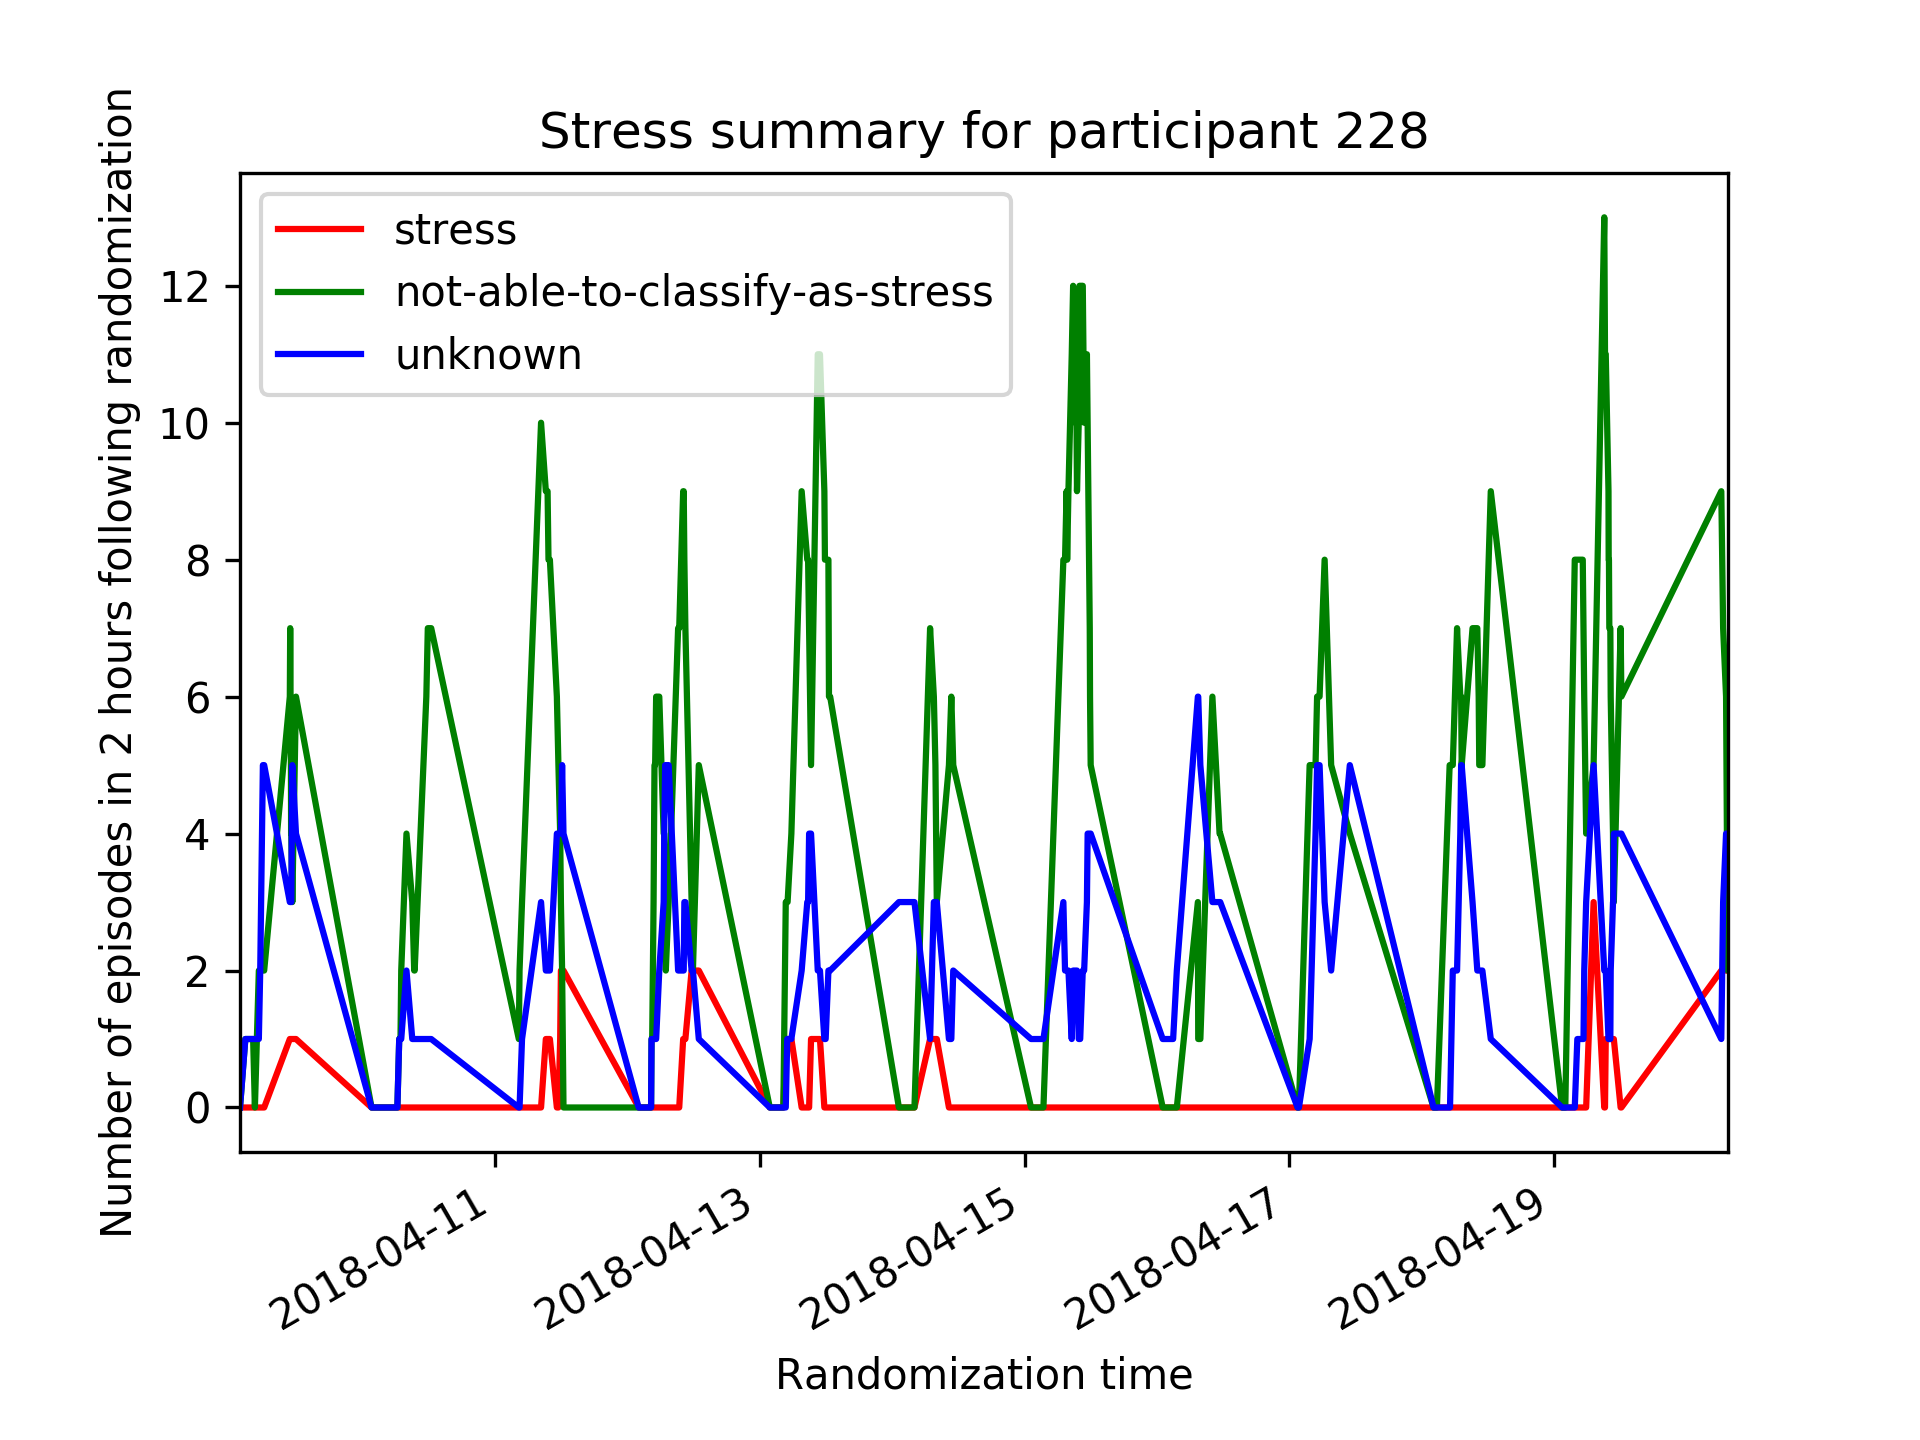 Stress summary for participant 228
Number of episodes in 2 hours following randomization
stress
not-able-to-classify-as-stress
unknown
12
10
8
6
4
2
0
2018-04-11
2018-04-13
2018-04-15
2018-04-17
2018-04-19
Randomization time